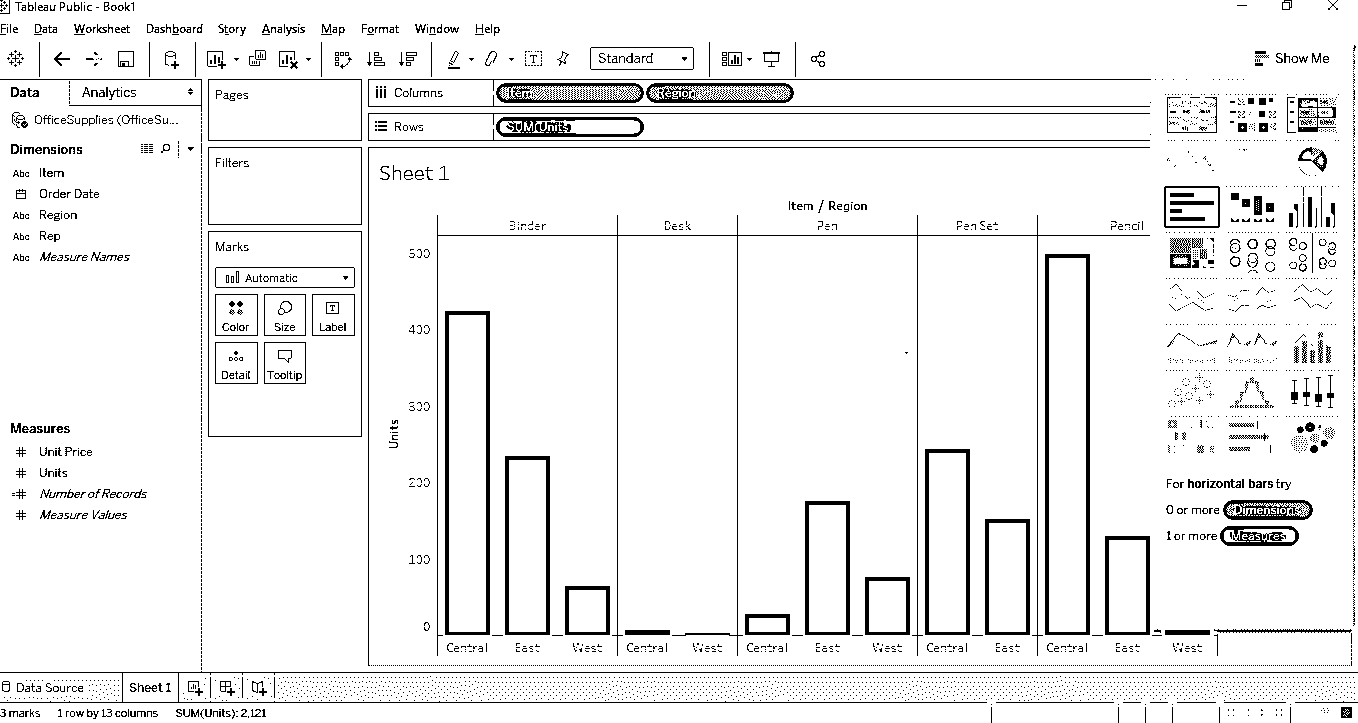 Tableau Public - Book1
File Data Worksheet Dashboard Story Analysis Map Format Window Help
Standard
Show Me
Data Analytics
OfficeSupplies (OfficeSu...
Dimensions
Abc Item
Order Date
Abc Region
Abc Rep
Abc Measure Names
Measures
# Unit Price
# Units
=# Number of Records
# Measure Values
Pages
Filters
Marks
Automatic
Color Size Label
Detail Tooltip
Columns Item Region
Rows SUM(Units)
Sheet 1
Item / Region
Binder Desk Pen Pen Set Pencil
Units
500
400
300
200
100
0
Central East West Central West Central East West Central East Central East West
For horizontal bars try
0 or more Dimensions
1 or more Measures
Data Source Sheet 1
3 marks 1 row by 13 columns SUM(Units): 2,121